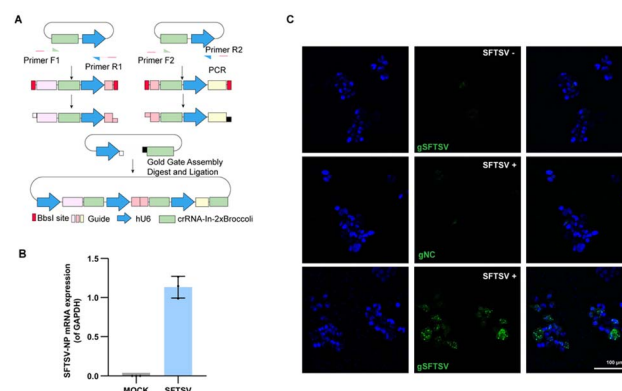 A
Primer F1
Primer R1
Primer F2
Primer R2
PCR
Gold Gate Assembly
Digest and Ligation
BbsI site
Guide
hU6
crRNA-In-2xBroccoli
B
SFTSV-NP mRNA expression
(of GAPDH)
1.5
1.0
0.5
0.0
MOCK
SFTSV
C
SFTSV -
gSFTSV
SFTSV +
gNC
SFTSV +
gSFTSV
100 μm